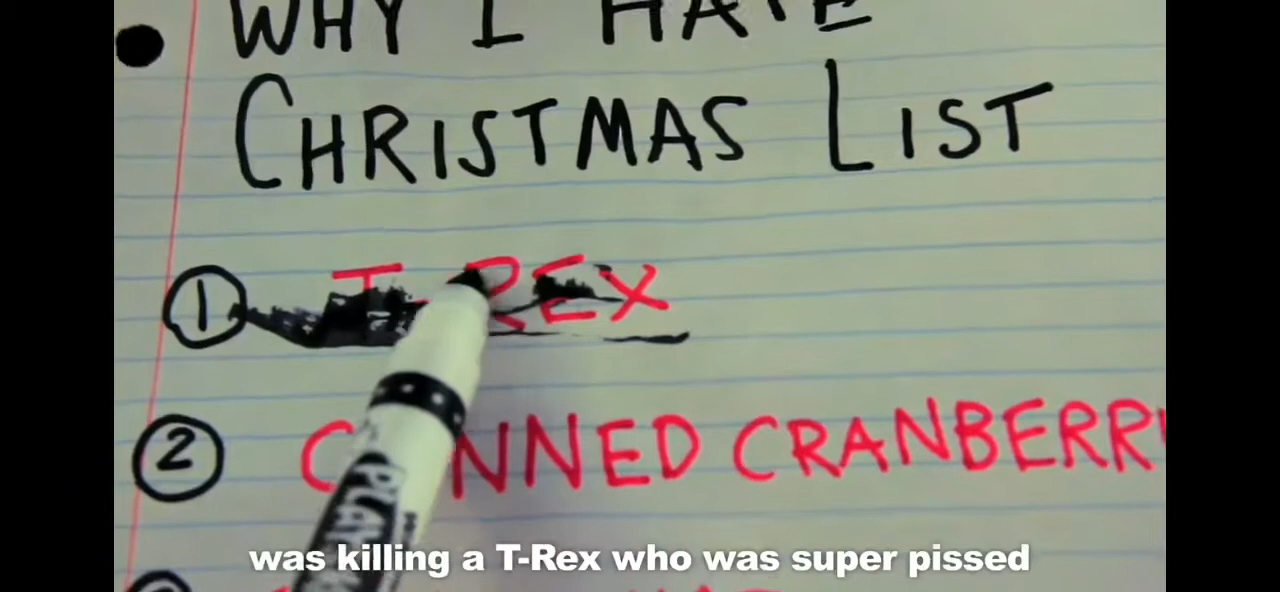 WHY I HATE
CHRISTMAS LIST
1 T-REX
2 CANNED CRANBERR
was killing a T-Rex who was super pissed